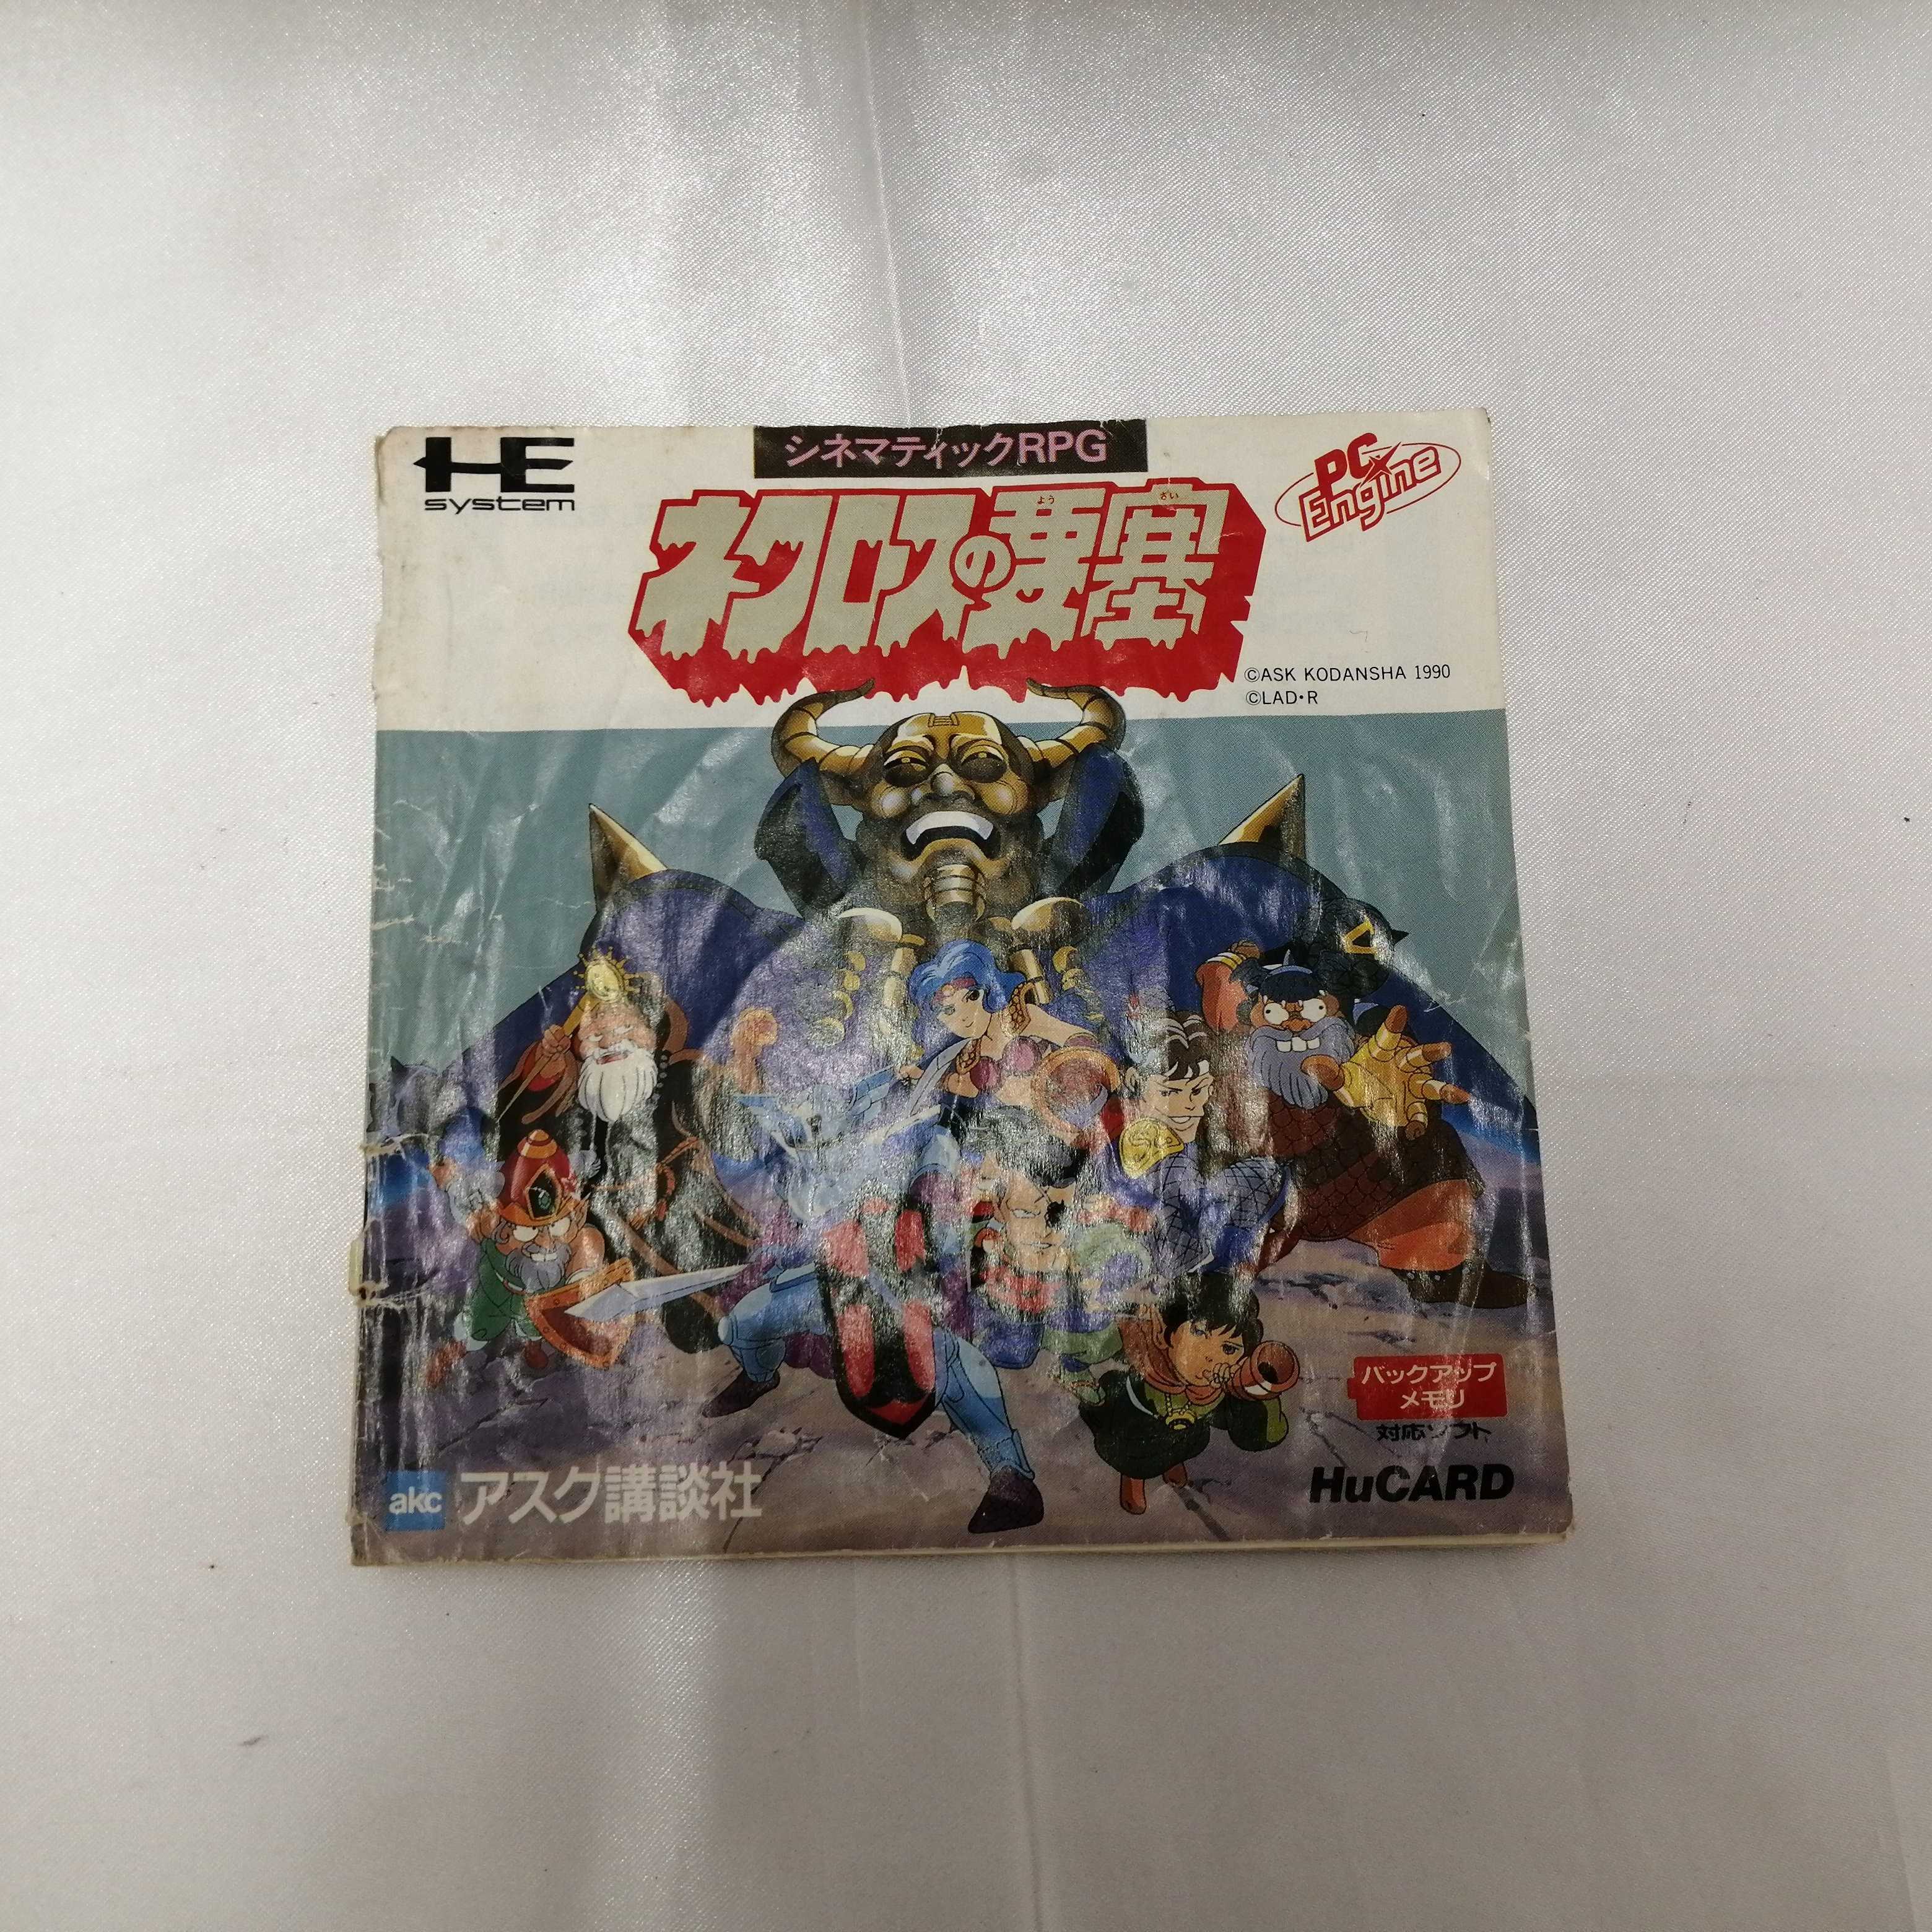 HE
system
シネマティックRPG
PC
Engine
ネクロスの要塞
よう
ざい
©ASK KODANSHA 1990
©LAD・R
バックアップ
メモリ
対応ソフト
HuCARD
akc アスク講談社